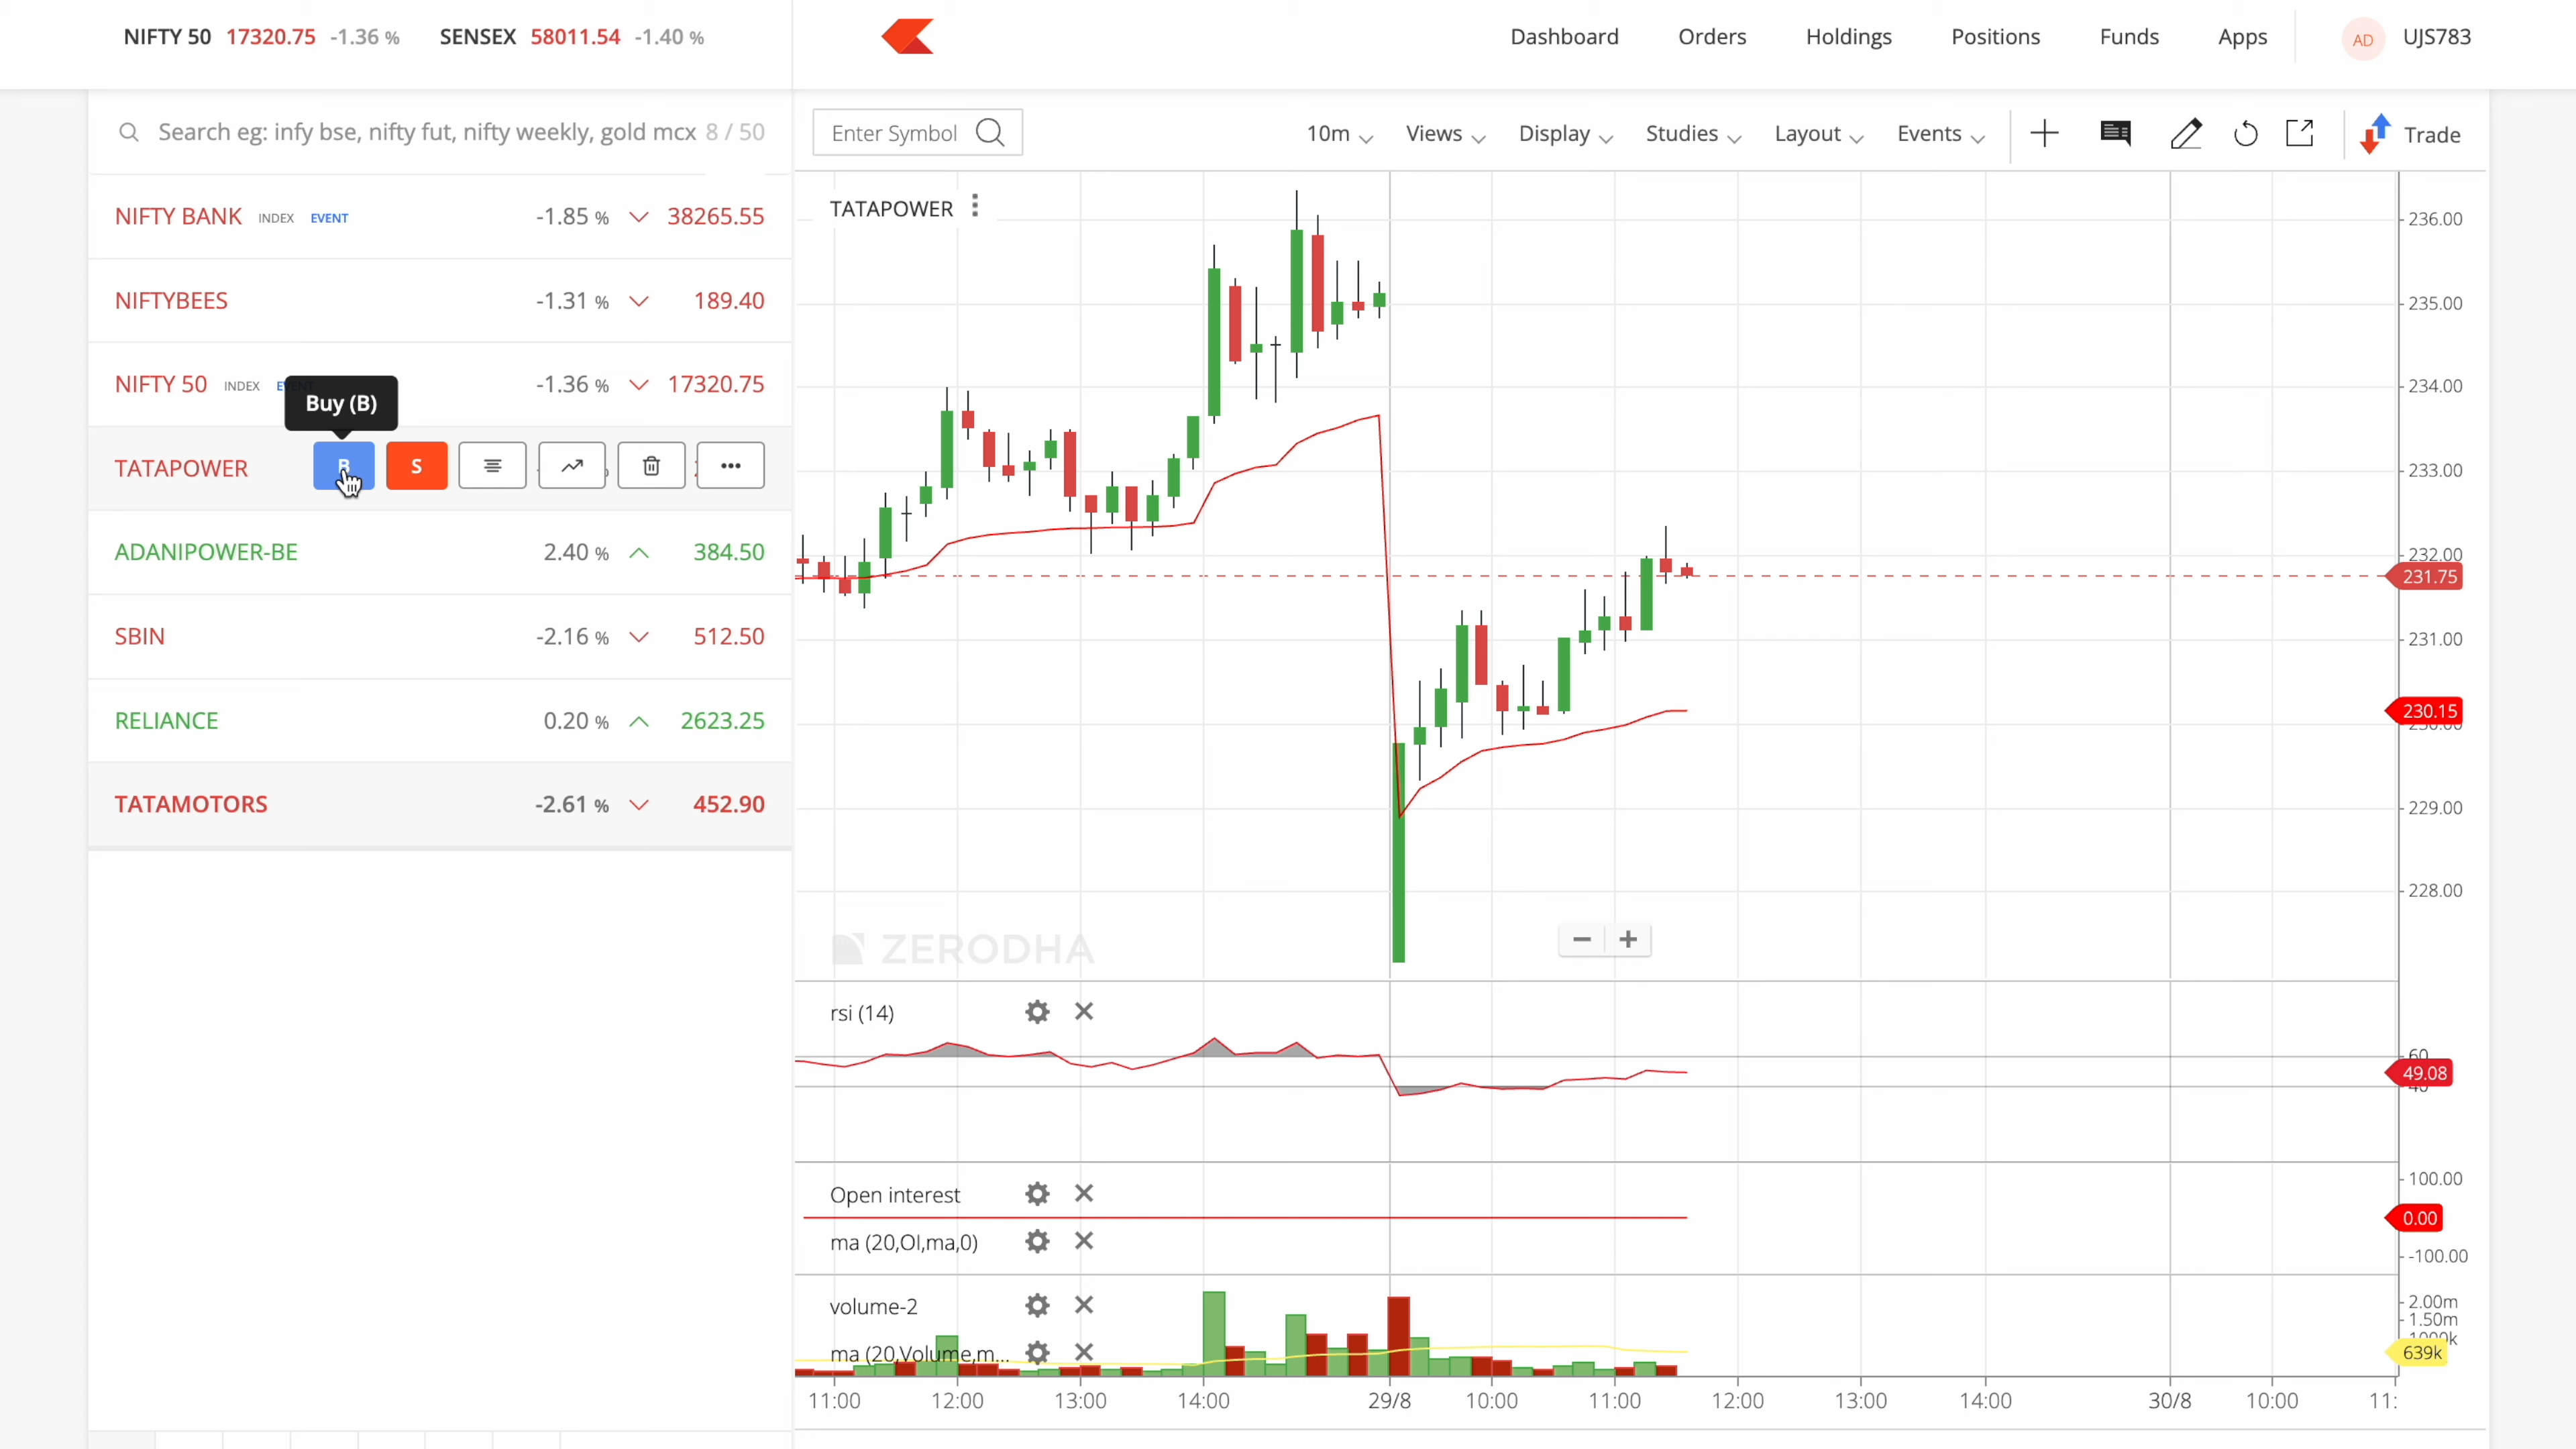 NIFTY 50 17320.75 -1.36 % SENSEX 58011.54 -1.40 %
Dashboard Orders Holdings Positions Funds Apps AD UJS783
Search eg: infy bse, nifty fut, nifty weekly, gold mcx 8 / 50
NIFTY BANK INDEX EVENT -1.85 % 38265.55
NIFTYBEES -1.31 % 189.40
NIFTY 50 INDEX -1.36 % 17320.75
Buy (B)
TATAPOWER B S
ADANIPOWER-BE 2.40 % 384.50
SBIN -2.16 % 512.50
RELIANCE 0.20 % 2623.25
TATAMOTORS -2.61 % 452.90
Enter Symbol 10m Views Display Studies Layout Events Trade
TATAPOWER
236.00
235.00
234.00
233.00
232.00
231.75
231.00
230.15
229.00
228.00
ZERODHA
rsi (14)
60
49.08
Open interest
100.00
0.00
ma (20,OI,ma,0)
-100.00
volume-2
2.00m
1.50m
ma (20,Volume,m...
639k
11:00 12:00 13:00 14:00 29/8 10:00 11:00 12:00 13:00 14:00 30/8 10:00 11: